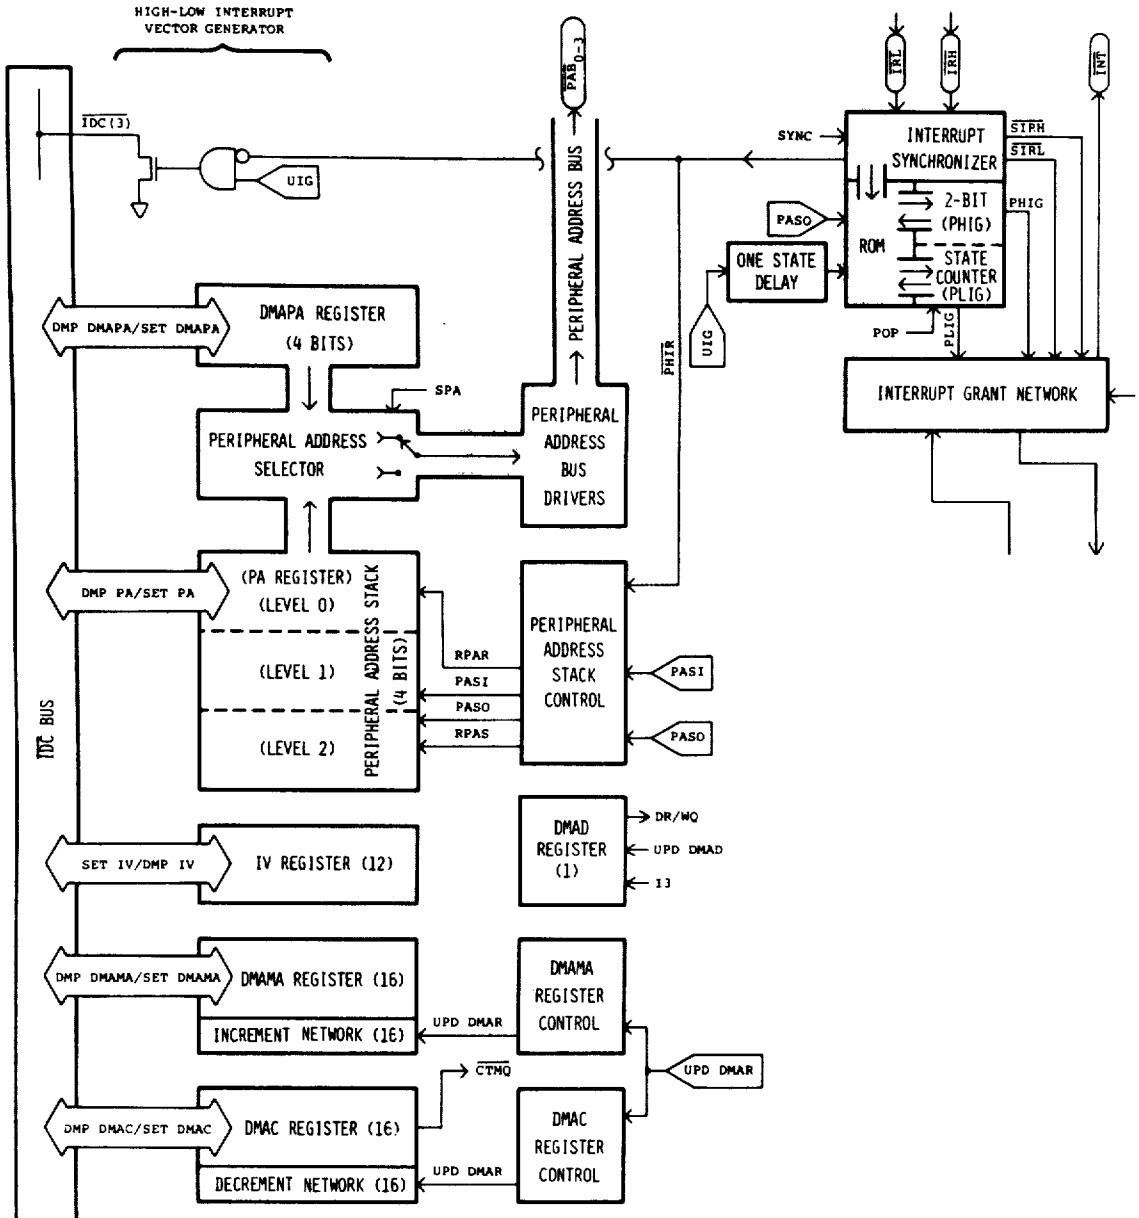 HIGH-LOW INTERRUPT
VECTOR GENERATOR
IDC(3)
UIG
PAB0-3
PERIPHERAL ADDRESS BUS
IRL
IRH
INT
SYNC
INTERRUPT
SYNCHRONIZER
SIRH
SIRL
PHIG
2-BIT
(PHIG)
ROM
STATE
COUNTER
(PLIG)
PASO
ONE STATE
DELAY
UIG
POP
PLIG
INTERRUPT GRANT NETWORK
PHIR
DMP DMAPA/SET DMAPA
DMAPA REGISTER
(4 BITS)
SPA
PERIPHERAL ADDRESS
SELECTOR
PERIPHERAL
ADDRESS
BUS
DRIVERS
DMP PA/SET PA
(PA REGISTER)
(LEVEL 0)
(LEVEL 1)
(LEVEL 2)
PERIPHERAL ADDRESS STACK
(4 BITS)
RPAR
PASI
PASO
RPAS
PERIPHERAL
ADDRESS
STACK
CONTROL
PASI
PASO
IDC BUS
SET IV/DMP IV
IV REGISTER (12)
DMAD
REGISTER
(1)
DR/WQ
UPD DMAD
I3
DMP DMAMA/SET DMAMA
DMAMA REGISTER (16)
INCREMENT NETWORK (16)
UPD DMAR
DMAMA
REGISTER
CONTROL
CTMQ
UPD DMAR
DMP DMAC/SET DMAC
DMAC REGISTER (16)
DECREMENT NETWORK (16)
UPD DMAR
DMAC
REGISTER
CONTROL